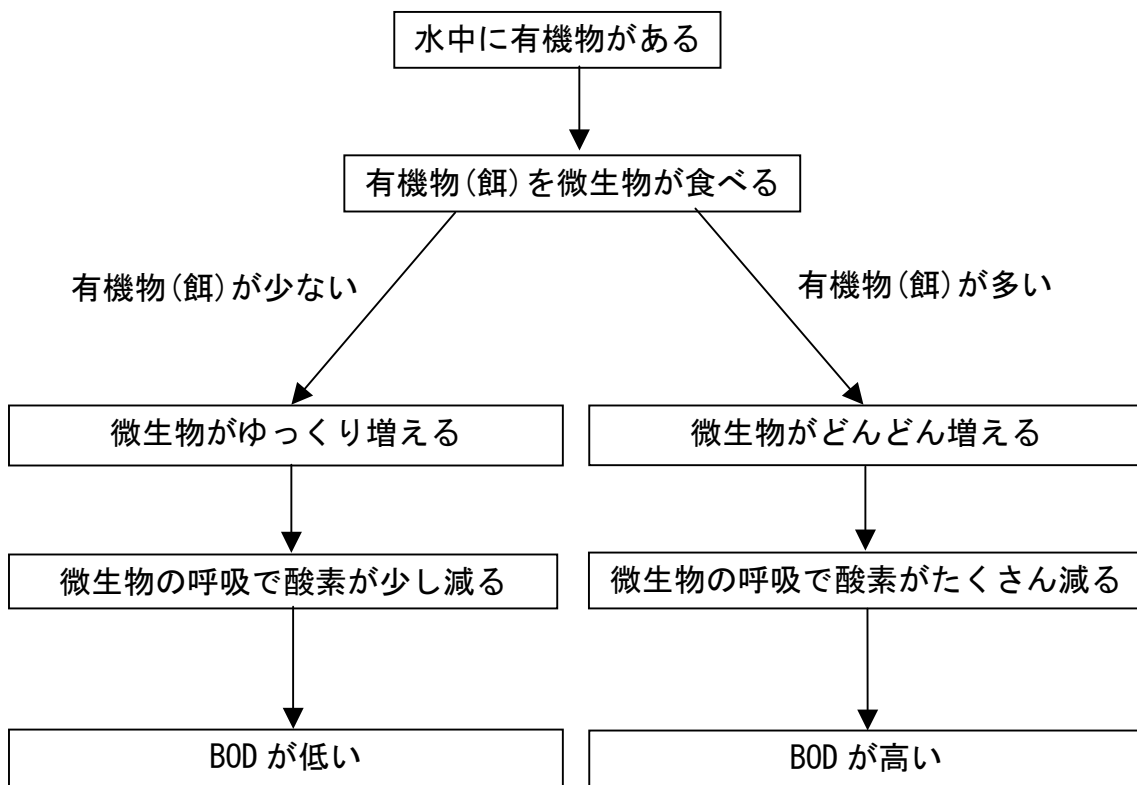 水中に有機物がある
有機物(餌)を微生物が食べる
有機物(餌)が少ない
有機物(餌)が多い
微生物がゆっくり増える
微生物がどんどん増える
微生物の呼吸で酸素が少し減る
微生物の呼吸で酸素がたくさん減る
BOD が低い
BOD が高い